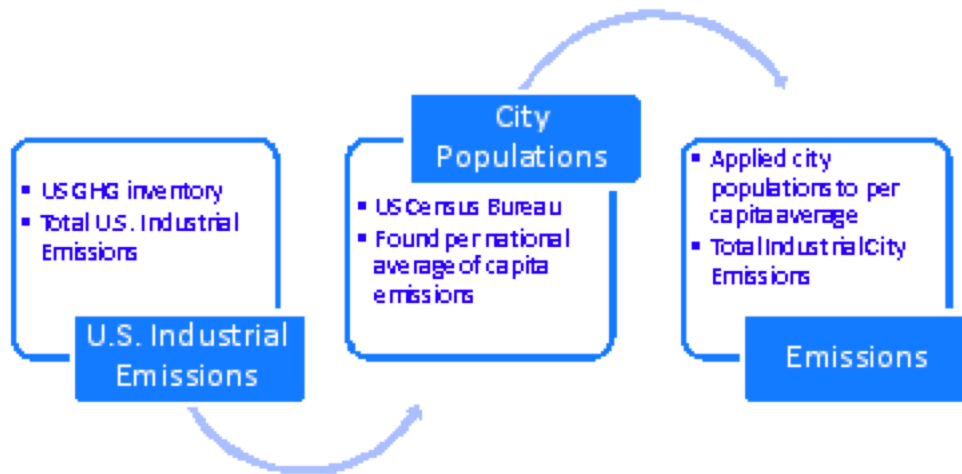 ▪ US GHG inventory
▪ Total U.S. Industrial
Emissions
U.S. Industrial
Emissions
City
Populations
▪ US Census Bureau
▪ Found per national
average of capita
emissions
▪ Applied city
populations to per
capita average
▪ Total Industrial City
Emissions
Emissions